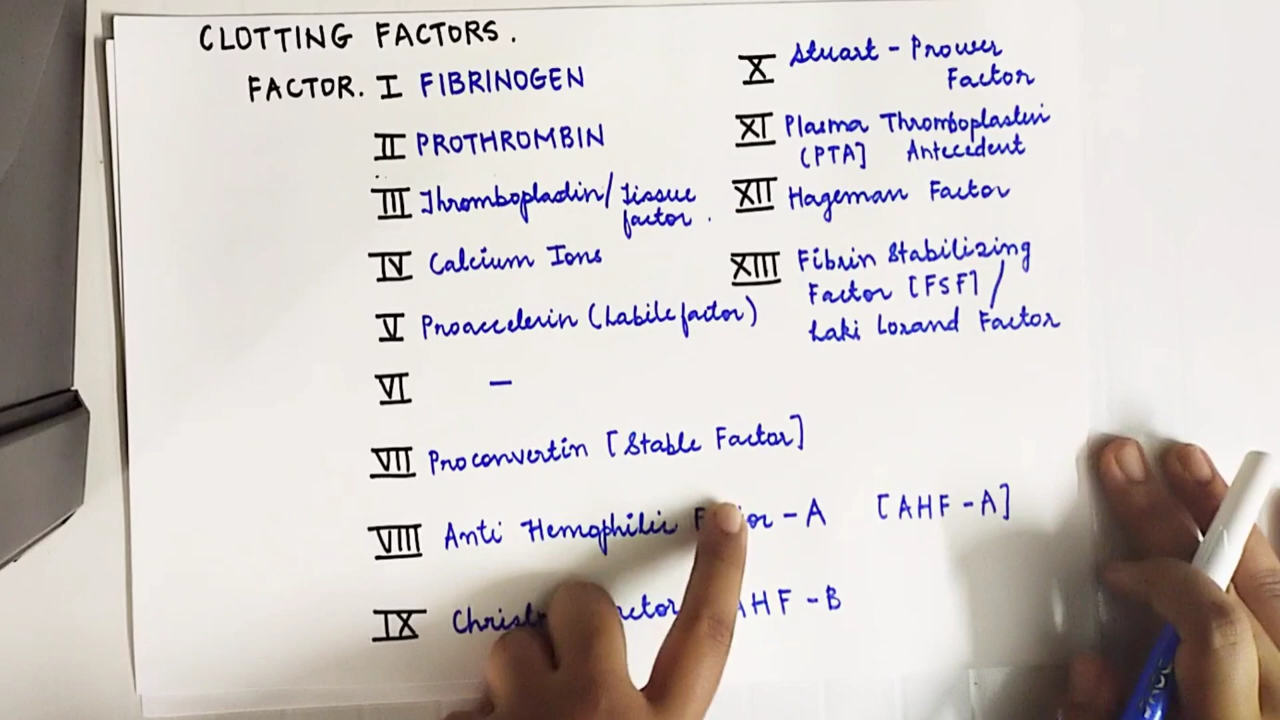 CLOTTING FACTORS.
FACTOR. I FIBRINOGEN
II PROTHROMBIN
III Thromboplastin/Tissue
factor.
IV Calcium Ions
V Proaccelerin (Labile factor)
VI –
VII Proconvertin [Stable Factor]
VIII Anti Hemophilic -A [AHF-A]
IX AHF-B
X Stuart - Prower
Factor
XI Plasma Thromboplastin
[PTA] Antecedent
XII Hageman Factor
XIII Fibrin Stabilizing
Factor [FSF] /
Laki Lorand Factor